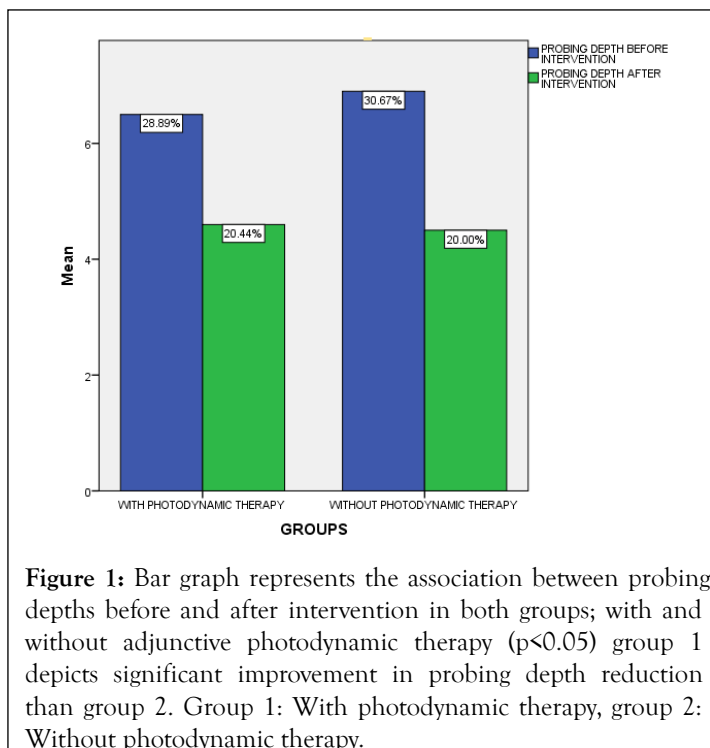 PROBING DEPTH BEFORE
INTERVENTION
PROBING DEPTH AFTER
INTERVENTION
28.89%
30.67%
20.44%
20.00%
6
4
2
0
Mean
WITH PHOTODYNAMIC THERAPY
WITHOUT PHOTODYNAMIC THERAPY
GROUPS
Figure 1: Bar graph represents the association between probing
depths before and after intervention in both groups; with and
without adjunctive photodynamic therapy (p<0.05) group 1
depicts significant improvement in probing depth reduction
than group 2. Group 1: With photodynamic therapy, group 2:
Without photodynamic therapy.